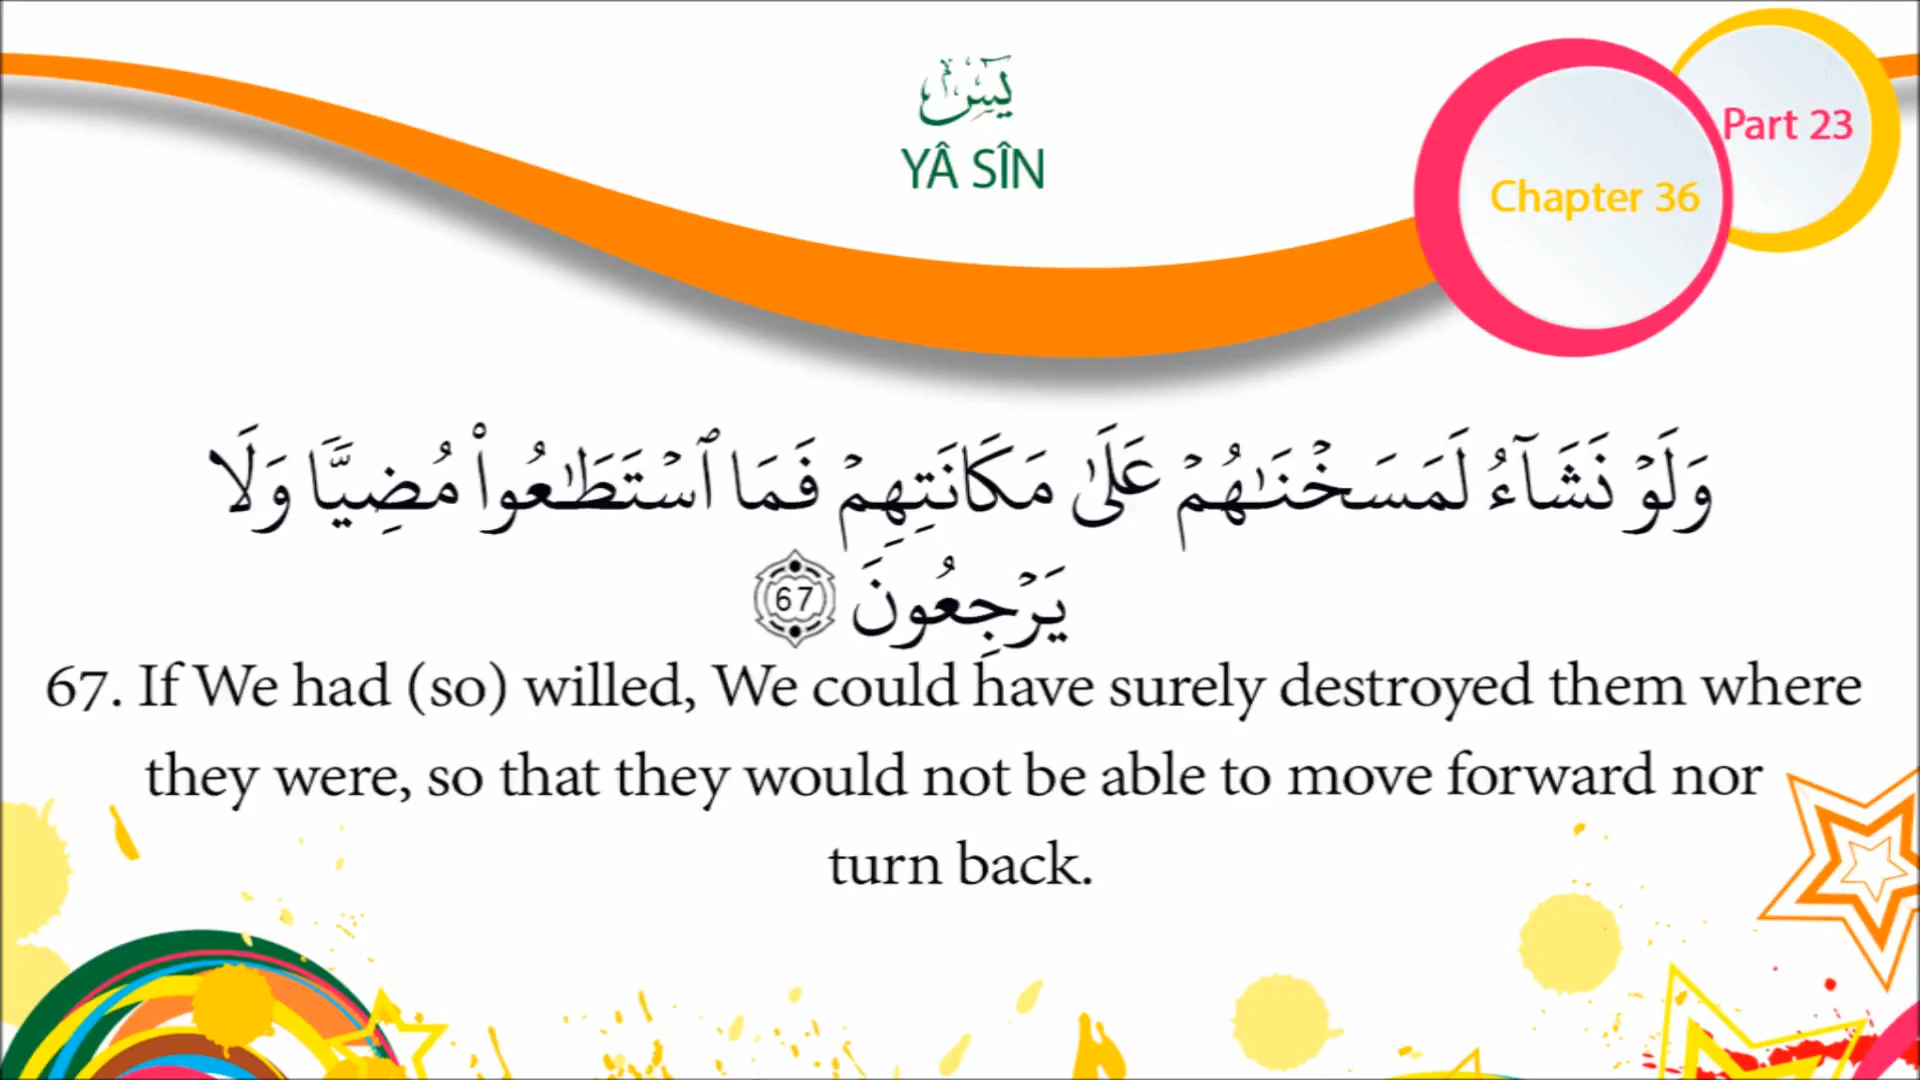 يسٓ
YÂ SÎN
Part 23
Chapter 36
وَلَوۡ نَشَآءُ لَمَسَخۡنَٰهُمۡ عَلَىٰ مَكَانَتِهِمۡ فَمَا ٱسۡتَطَٰعُواْ مُضِيّٗا وَلَا
يَرۡجِعُونَ 67
67. If We had (so) willed, We could have surely destroyed them where
they were, so that they would not be able to move forward nor
turn back.